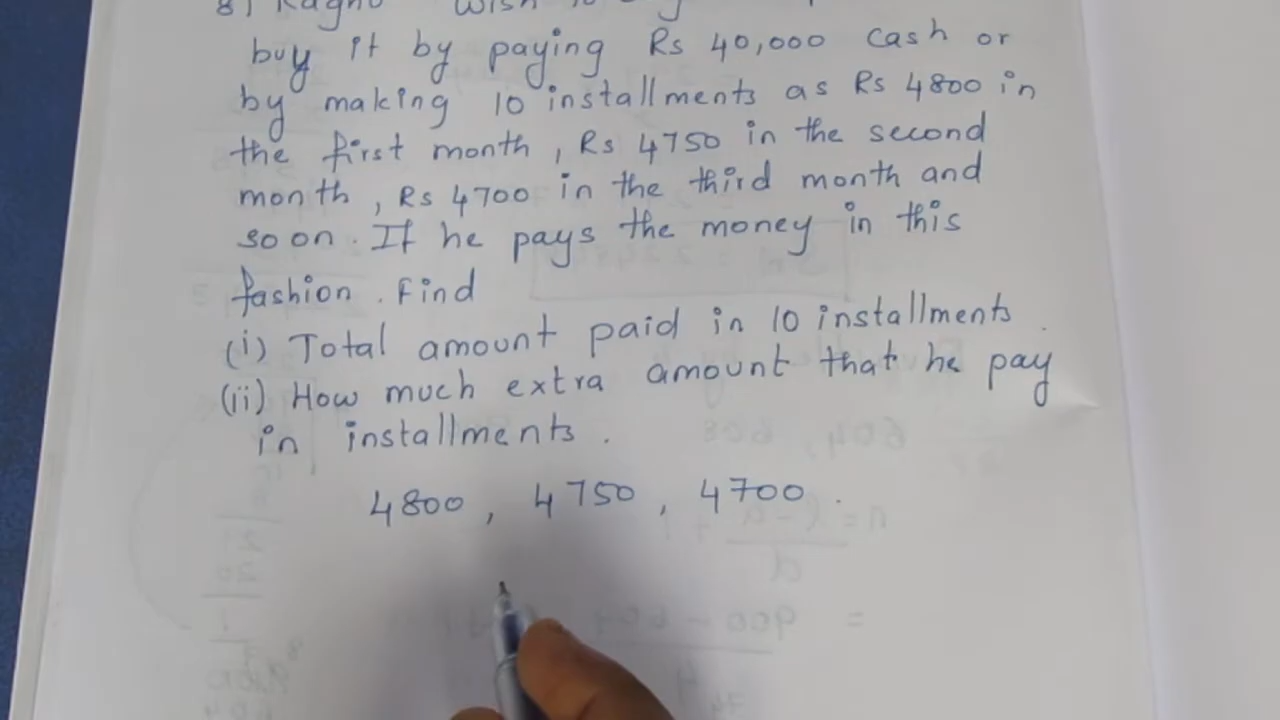 8) Raghu wish
buy it by paying Rs 40,000 cash or
by making 10 installments as Rs 4800 in
the first month, Rs 4750 in the second
month, Rs 4700 in the third month and
so on. If he pays the money in this
fashion. Find
(i) Total amount paid in 10 installments.
(ii) How much extra amount that he pay
in installments.
4800, 4750, 4700.